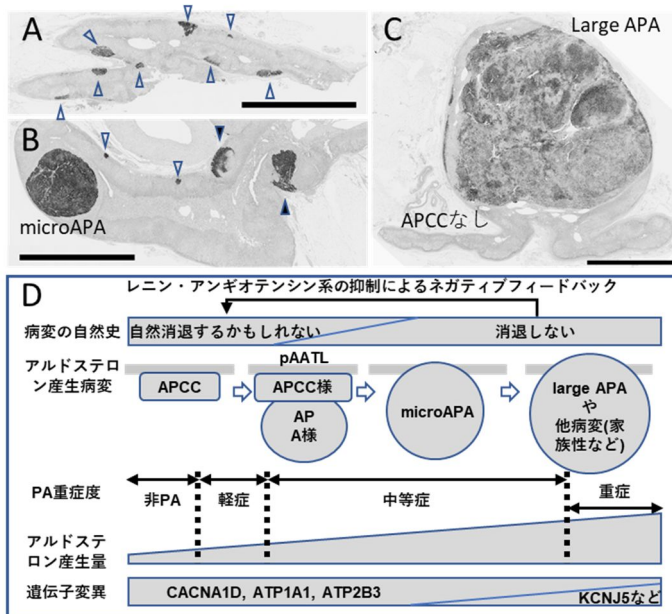 A
B
microAPA
C
Large APA
APCCなし
D
レニン・アンギオテンシン系の抑制によるネガティブフィードバック
病変の自然史
自然消退するかもしれない
消退しない
アルドステロ
ン産生病変
APCC
pAATL
APCC様
AP
A様
microAPA
large APA
や
他病変(家
族性など)
PA重症度
非PA
軽症
中等症
重症
アルドステ
ロン産生量
遺伝子変異
CACNA1D, ATP1A1, ATP2B3
KCNJ5など